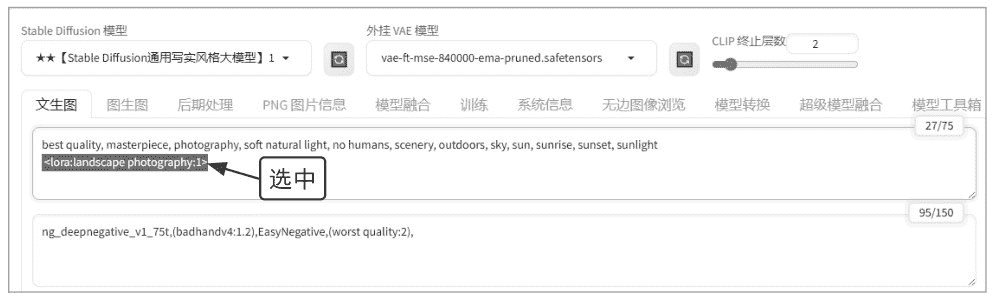 Stable Diffusion 模型
外挂 VAE 模型
CLIP 终止层数
2
★★【Stable Diffusion通用写实风格大模型】1
vae-ft-mse-840000-ema-pruned.safetensors
文生图 图生图 后期处理 PNG 图片信息 模型融合 训练 系统信息 无边图像浏览 模型转换 超级模型融合 模型工具箱
27/75
best quality, masterpiece, photography, soft natural light, no humans, scenery, outdoors, sky, sun, sunrise, sunset, sunlight
<lora:landscape photography:1>
选中
95/150
ng_deepnegative_v1_75t,(badhandv4:1.2),EasyNegative,(worst quality:2),